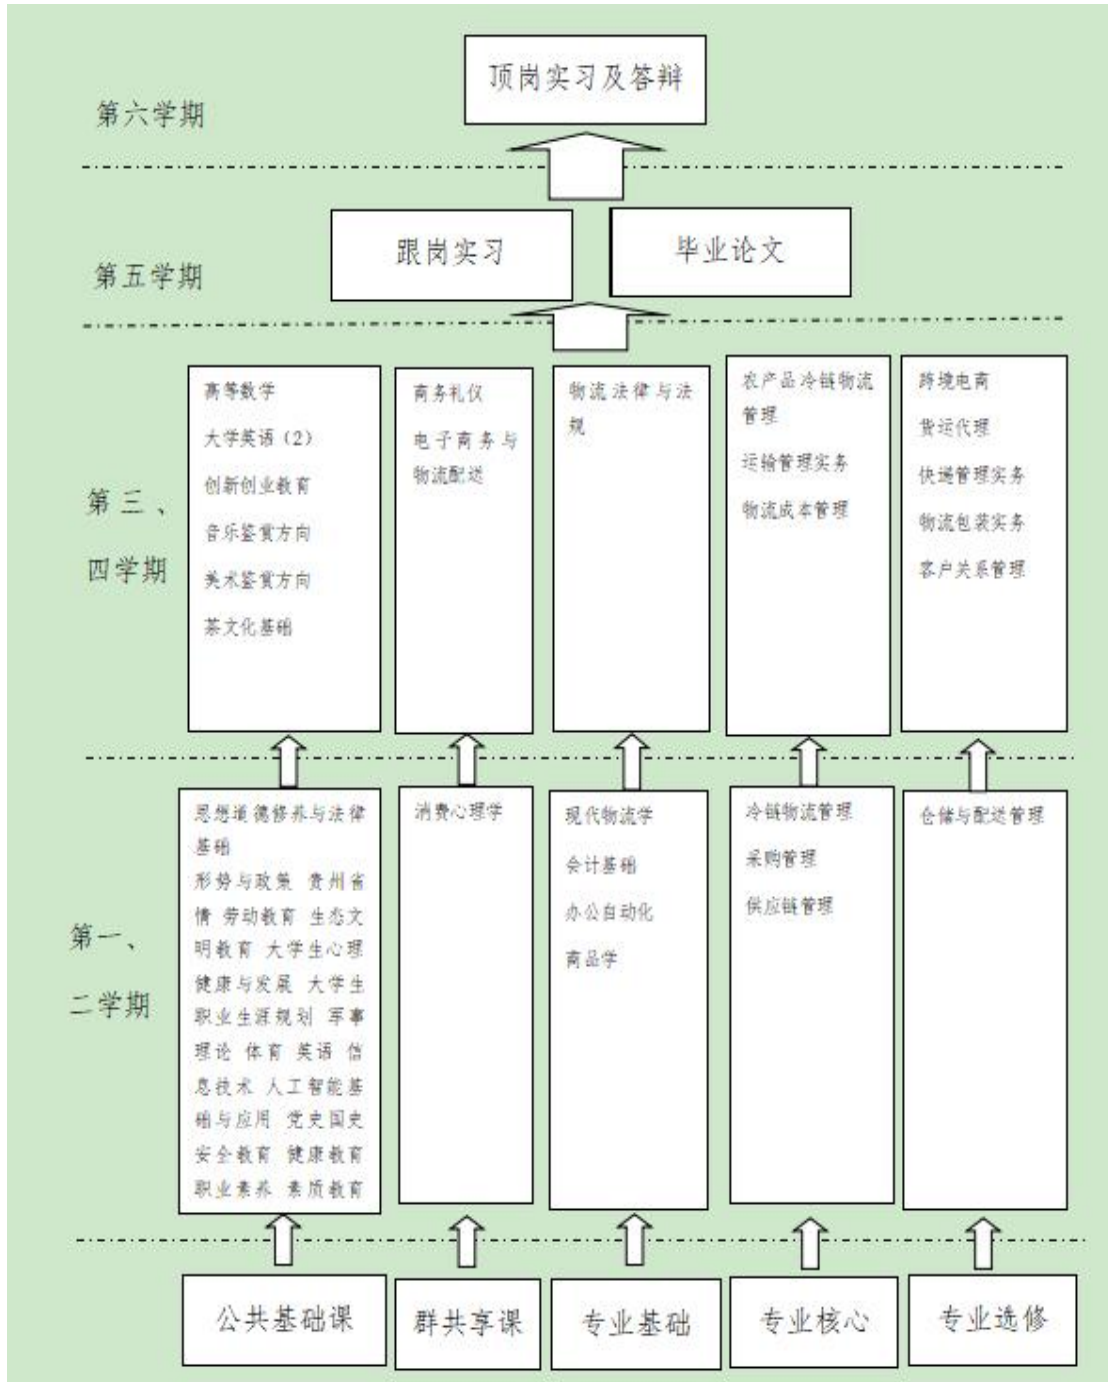 顶岗实习及答辩
第六学期
跟岗实习
毕业论文
第五学期
高等数学
大学英语（2）
创新创业教育
音乐鉴赏方向
美术鉴赏方向
茶文化基础
商务礼仪
电子商务与
物流配送
物流法律与法
规
农产品冷链物流
管理
运输管理实务
物流成本管理
跨境电商
货运代理
快递管理实务
物流包装实务
客户关系管理
第三、
四学期
思想道德修养与法律
基础
形势与政策 贵州省
情 劳动教育 生态文
明教育 大学生心理
健康与发展 大学生
职业生涯规划 军事
理论 体育 英语 信
息技术 人工智能基
础与应用 党史国史
安全教育 健康教育
职业素养 素质教育
消费心理学
现代物流学
会计基础
办公自动化
商品学
冷链物流管理
采购管理
供应链管理
仓储与配送管理
第一、
二学期
公共基础课
群共享课
专业基础
专业核心
专业选修